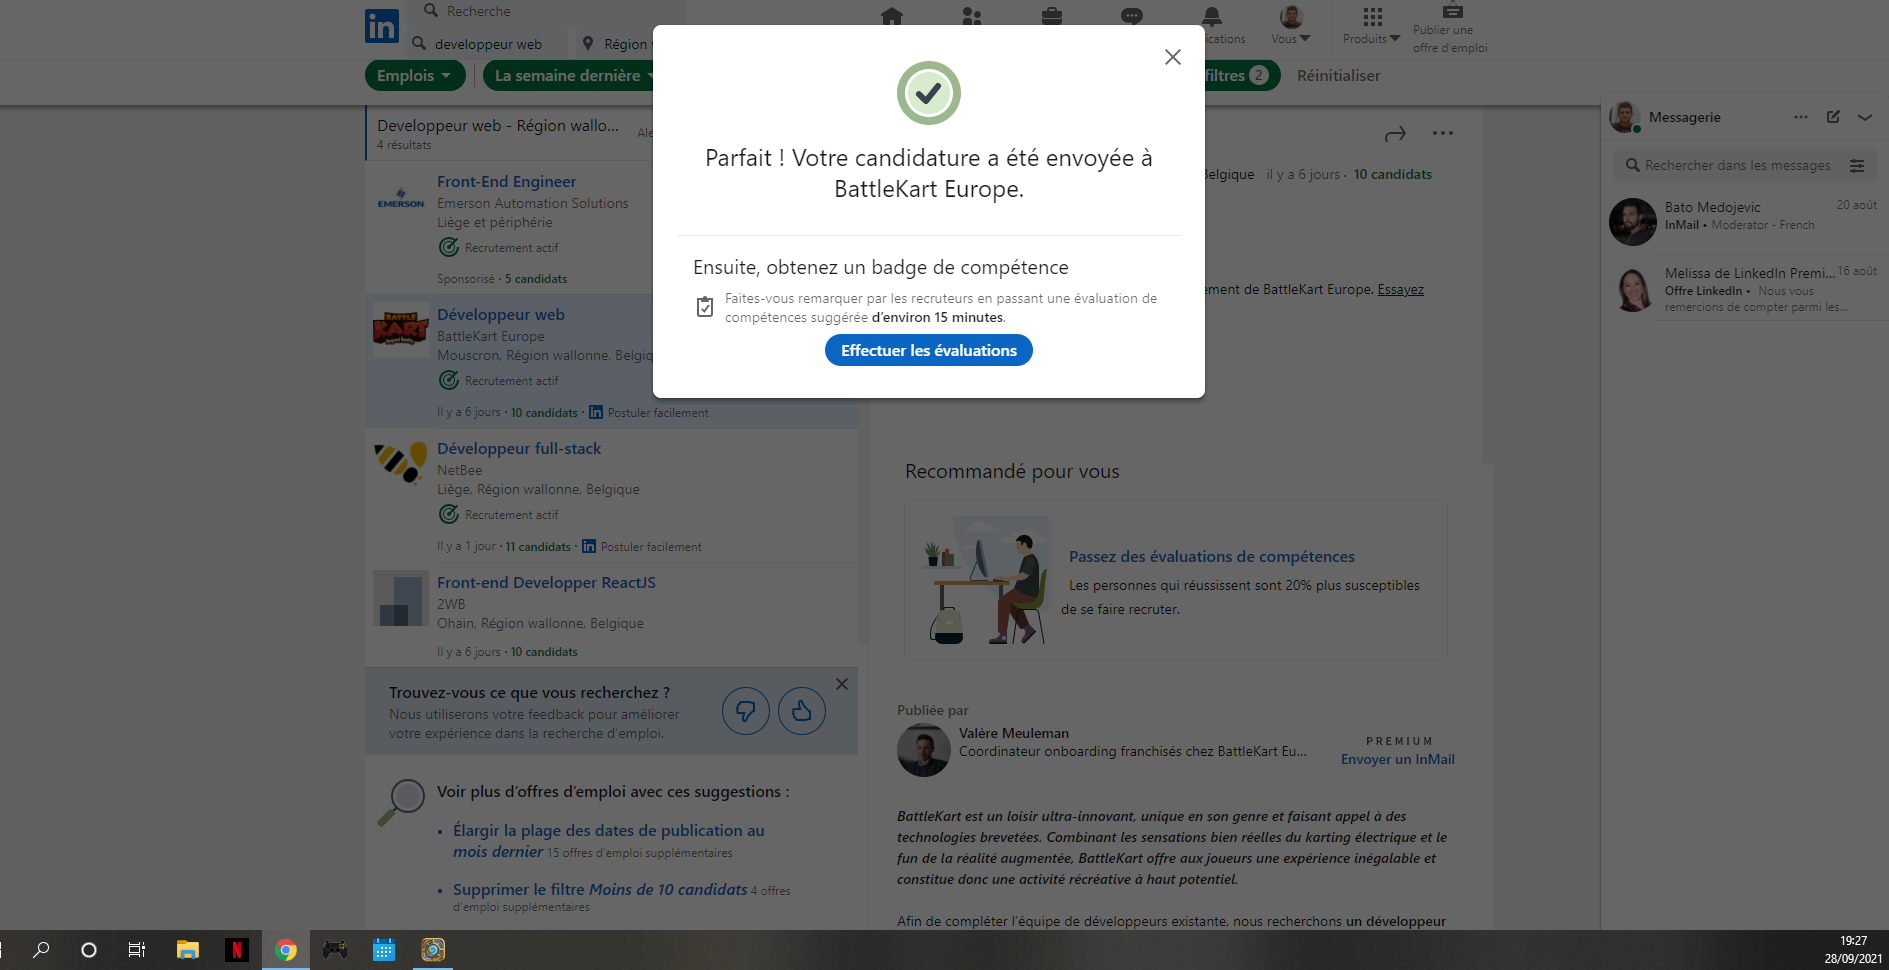 Recherche
developpeur web
Région
ications
Vous
Produits
Publier une
offre d'emploi
Emplois
La semaine dernière
filtres 2
Réinitialiser
Developpeur web - Région wallo...
Ale
4 résultats
Front-End Engineer
EMERSON
Emerson Automation Solutions
Liège et périphérie
Recrutement actif
Sponsorisé · 5 candidats
BATTLE
KART
Développeur web
BattleKart Europe
Mouscron, Région wallonne, Belgiq
Recrutement actif
Il y a 6 jours · 10 candidats · in Postuler facilement
Développeur full-stack
NetBee
Liège, Région wallonne, Belgique
Recrutement actif
Il y a 1 jour · 11 candidats · in Postuler facilement
Front-end Developper ReactJS
2WB
Ohain, Région wallonne, Belgique
Il y a 6 jours · 10 candidats
Trouvez-vous ce que vous recherchez ?
Nous utiliserons votre feedback pour améliorer
votre expérience dans la recherche d'emploi.
Voir plus d'offres d'emploi avec ces suggestions :
• Élargir la plage des dates de publication au
mois dernier 15 offres d'emploi supplémentaires
• Supprimer le filtre Moins de 10 candidats 4 offres
d'emploi supplémentaires
Parfait ! Votre candidature a été envoyée à
BattleKart Europe.
Ensuite, obtenez un badge de compétence
Faites-vous remarquer par les recruteurs en passant une évaluation de
compétences suggérée d'environ 15 minutes.
Effectuer les évaluations
Belgique il y a 6 jours · 10 candidats
ement de BattleKart Europe. Essayez
Recommandé pour vous
Passez des évaluations de compétences
Les personnes qui réussissent sont 20% plus susceptibles
de se faire recruter.
Publiée par
Valère Meuleman
Coordinateur onboarding franchisés chez BattleKart Eu...
PREMIUM
Envoyer un InMail
BattleKart est un loisir ultra-innovant, unique en son genre et faisant appel à des
technologies brevetées. Combinant les sensations bien réelles du karting électrique et le
fun de la réalité augmentée, BattleKart offre aux joueurs une expérience inégalable et
constitue donc une activité récréative à haut potentiel.
Afin de compléter l'équipe de développeurs existante, nous recherchons un développeur
Messagerie
Rechercher dans les messages
Bato Medojevic
20 août
InMail • Moderator - French
Melissa de LinkedIn Premi...
16 août
Offre LinkedIn • Nous vous
remercions de compter parmi les...
19:27
28/09/2021